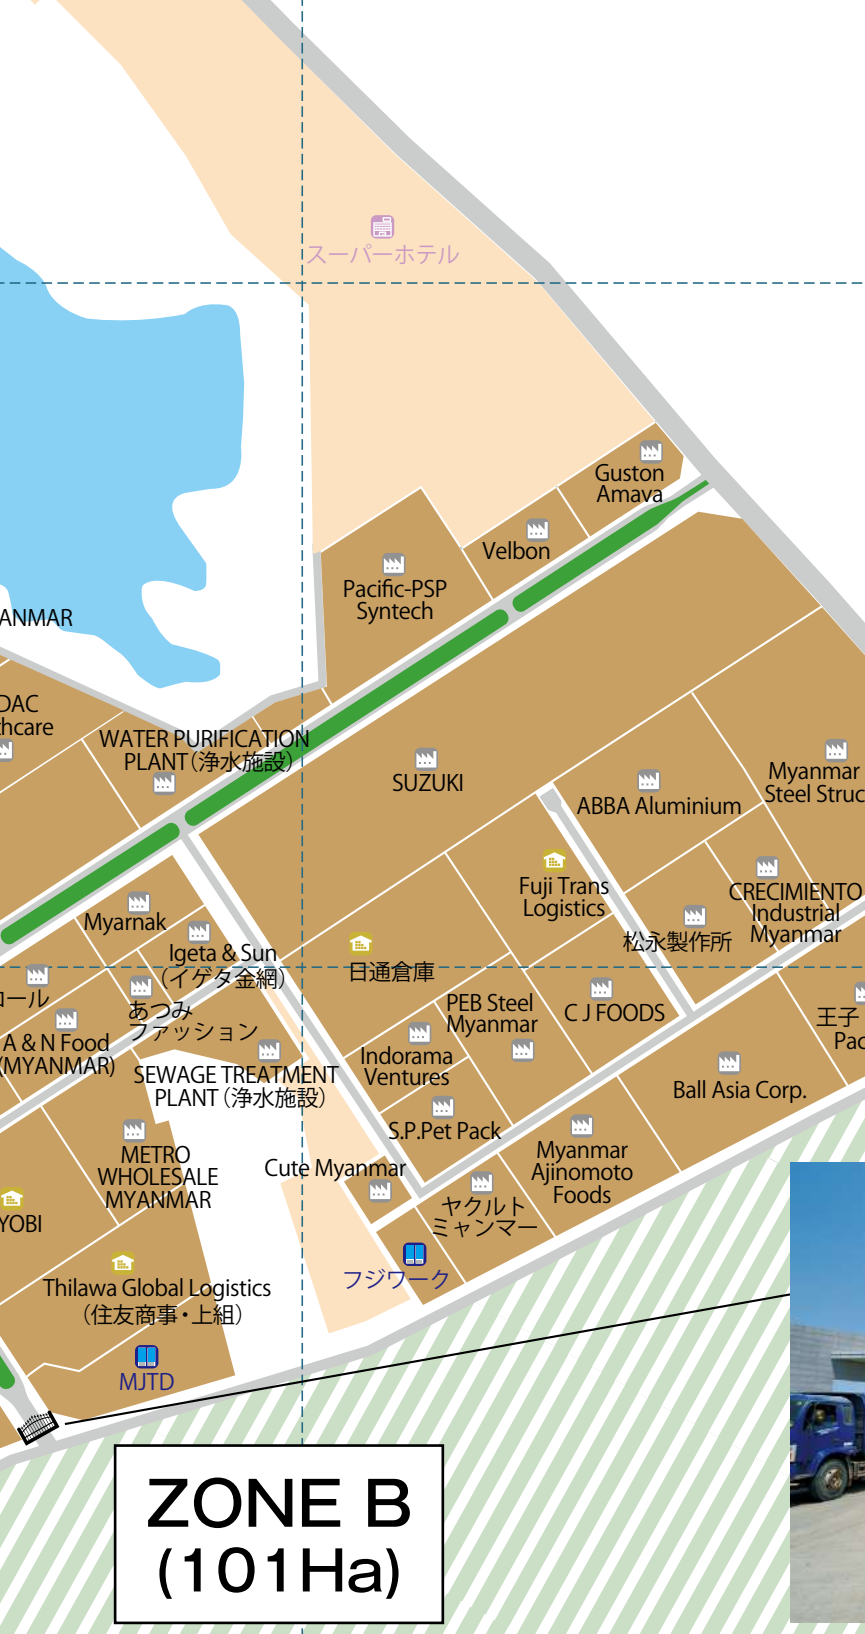 スーパーホテル
Guston
Amava
Velbon
Pacific-PSP
Syntech
ANMAR
DAC
thcare
WATER PURIFICATION
PLANT（浄水施設）
SUZUKI
Myanmar
Steel Struc
ABBA Aluminium
Fuji Trans
Logistics
CRECIMIENTO
Industrial
Myanmar
松永製作所
Myarnak
Igeta & Sun
（イゲタ金網）
日通倉庫
コール
あつみ
ファッション
PEB Steel
Myanmar
C J FOODS
王子
Pac
A & N Food
(MYANMAR)
Indorama
Ventures
SEWAGE TREATMENT
PLANT（浄水施設）
Ball Asia Corp.
S.P.Pet Pack
METRO
WHOLESALE
MYANMAR
Cute Myanmar
Myanmar
Ajinomoto
Foods
YOBI
ヤクルト
ミャンマー
フジワーク
Thilawa Global Logistics
（住友商事・上組）
MJTD
ZONE B
(101Ha)